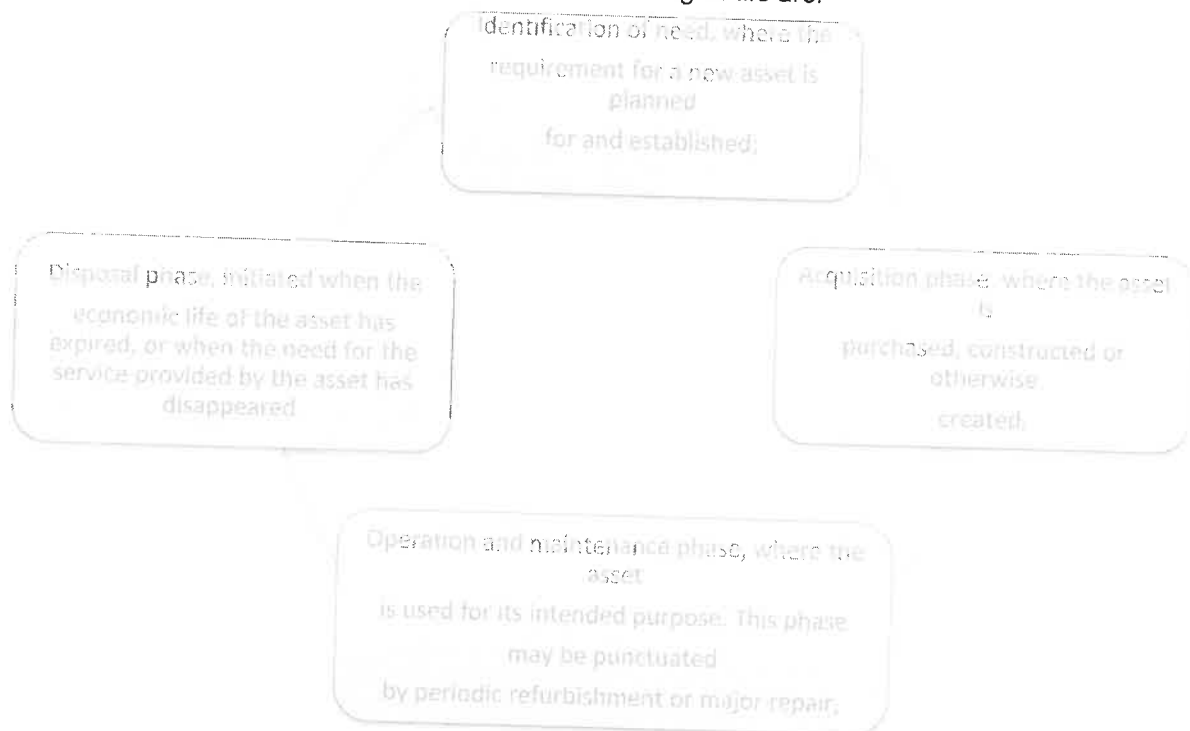 life are:
Identification of need, where the
requirement for a new asset is
planned
for and established;
Disposal phase, initiated when the
economic life of the asset has
expired, or when the need for the
service provided by the asset has
disappeared
Acquisition phase, where the asset
is
purchased, constructed or
otherwise
created;
Operation and maintenance phase, where the
asset
is used for its intended purpose. This phase
may be punctuated
by periodic refurbishment or major repair;